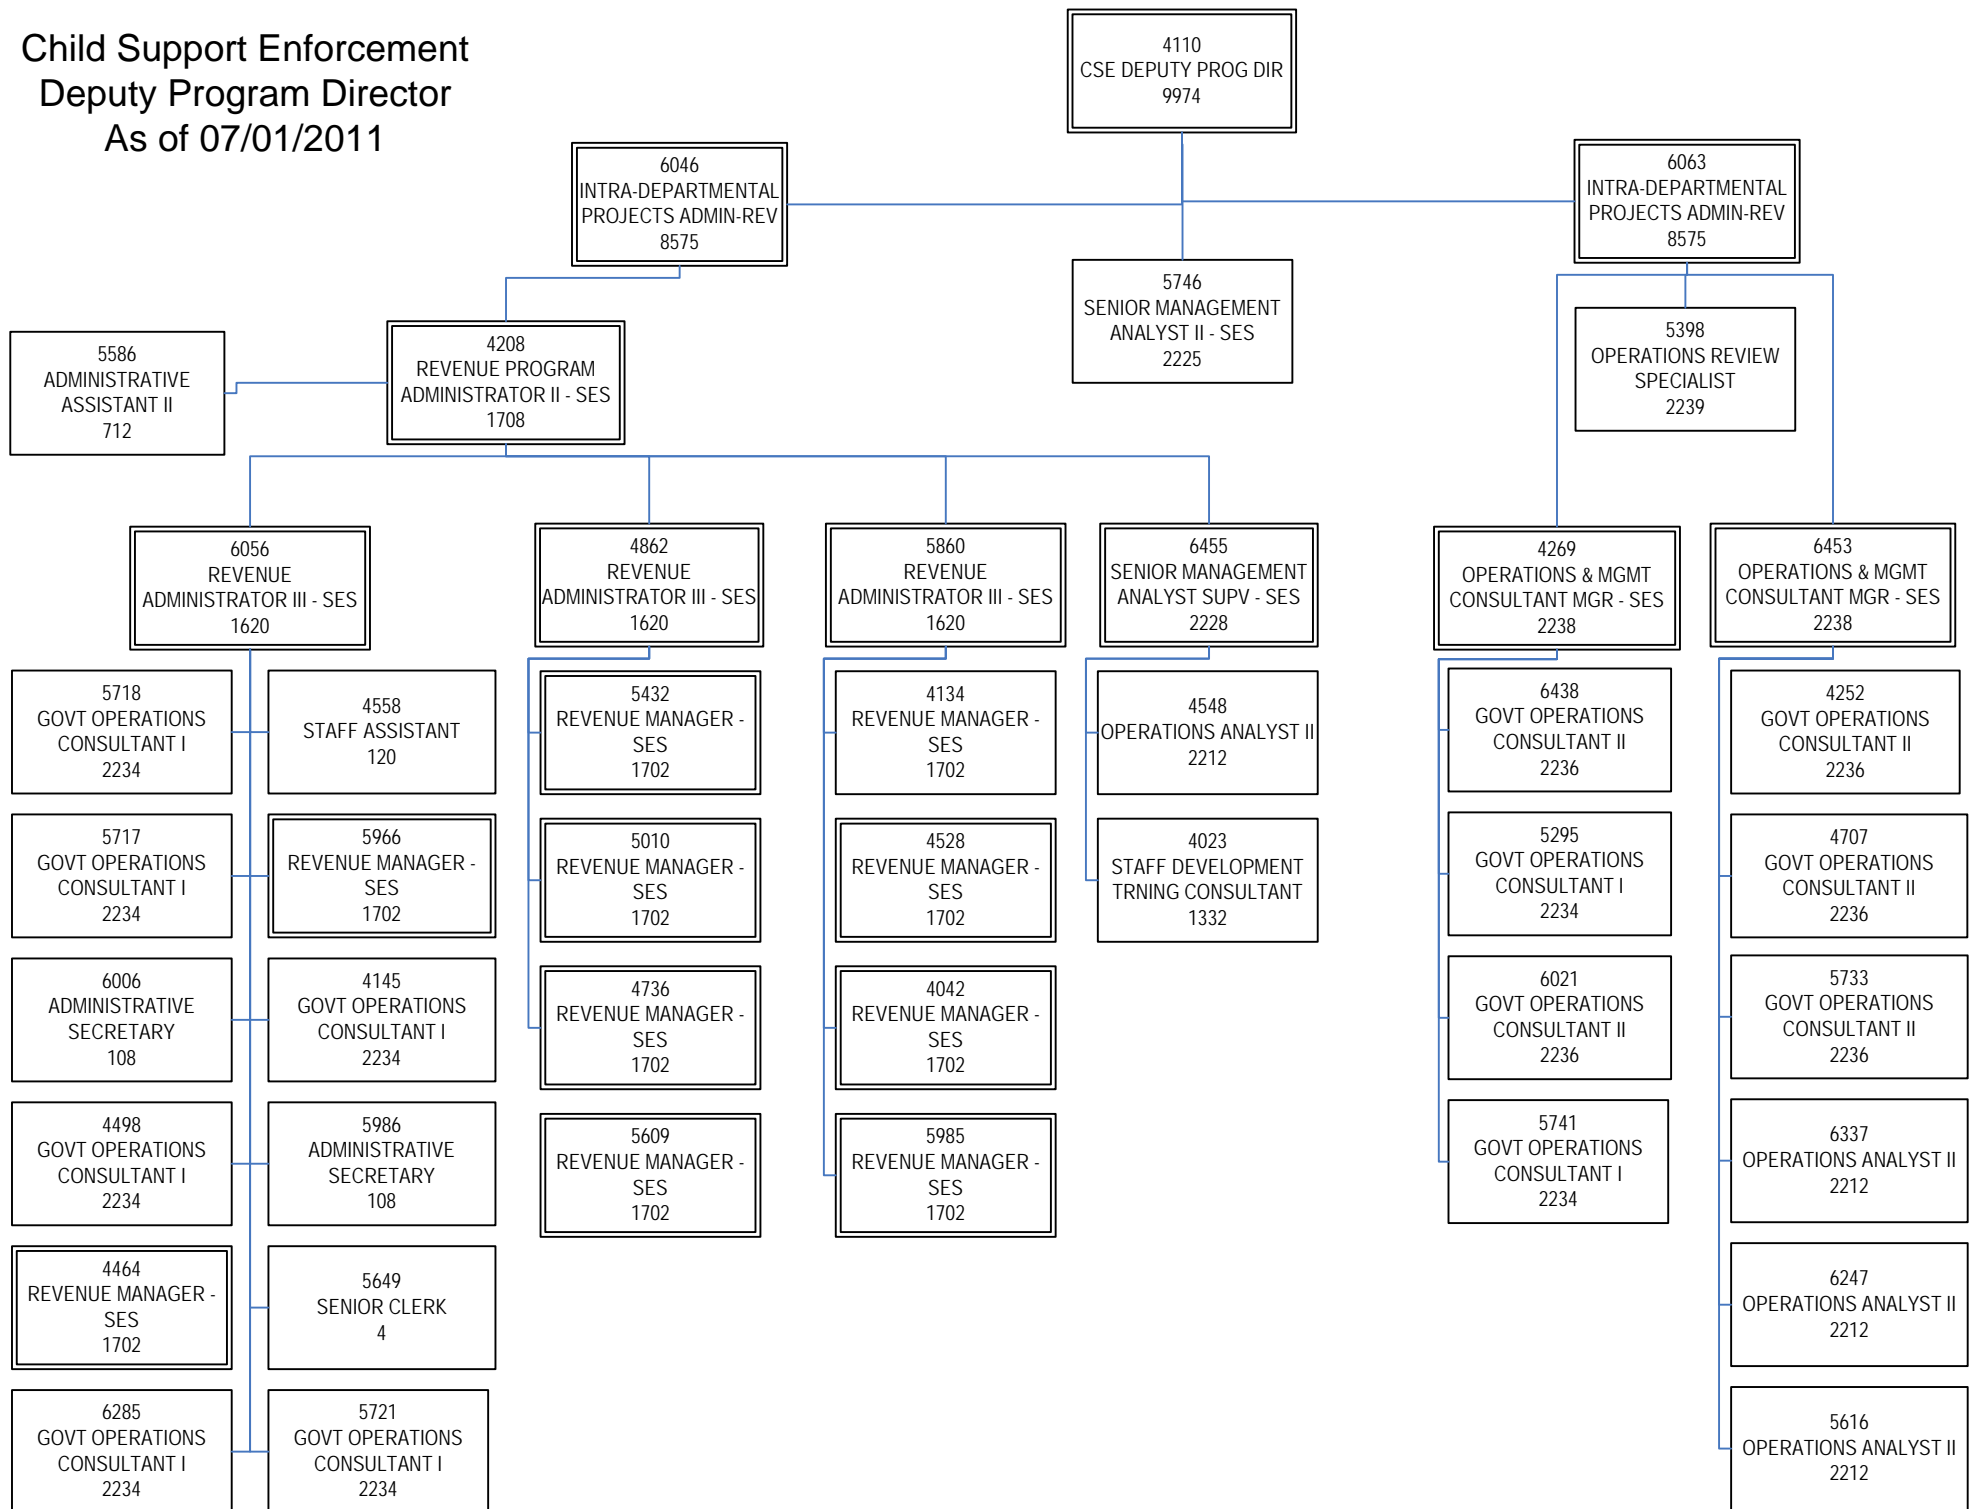 Child Support Enforcement
Deputy Program Director
As of 07/01/2011
4110
CSE DEPUTY PROG DIR
9974
6046
INTRA-DEPARTMENTAL
PROJECTS ADMIN-REV
8575
6063
INTRA-DEPARTMENTAL
PROJECTS ADMIN-REV
8575
5746
SENIOR MANAGEMENT
ANALYST II - SES
2225
5398
OPERATIONS REVIEW
SPECIALIST
2239
5586
ADMINISTRATIVE
ASSISTANT II
712
4208
REVENUE PROGRAM
ADMINISTRATOR II - SES
1708
6056
REVENUE
ADMINISTRATOR III - SES
1620
4862
REVENUE
ADMINISTRATOR III - SES
1620
5860
REVENUE
ADMINISTRATOR III - SES
1620
6455
SENIOR MANAGEMENT
ANALYST SUPV - SES
2228
4269
OPERATIONS & MGMT
CONSULTANT MGR - SES
2238
6453
OPERATIONS & MGMT
CONSULTANT MGR - SES
2238
5718
GOVT OPERATIONS
CONSULTANT I
2234
4558
STAFF ASSISTANT
120
5432
REVENUE MANAGER -
SES
1702
4134
REVENUE MANAGER -
SES
1702
4548
OPERATIONS ANALYST II
2212
6438
GOVT OPERATIONS
CONSULTANT II
2236
4252
GOVT OPERATIONS
CONSULTANT II
2236
5717
GOVT OPERATIONS
CONSULTANT I
2234
5966
REVENUE MANAGER -
SES
1702
5010
REVENUE MANAGER -
SES
1702
4528
REVENUE MANAGER -
SES
1702
4023
STAFF DEVELOPMENT
TRNING CONSULTANT
1332
5295
GOVT OPERATIONS
CONSULTANT I
2234
4707
GOVT OPERATIONS
CONSULTANT II
2236
6006
ADMINISTRATIVE
SECRETARY
108
4145
GOVT OPERATIONS
CONSULTANT I
2234
4736
REVENUE MANAGER -
SES
1702
4042
REVENUE MANAGER -
SES
1702
6021
GOVT OPERATIONS
CONSULTANT II
2236
5733
GOVT OPERATIONS
CONSULTANT II
2236
4498
GOVT OPERATIONS
CONSULTANT I
2234
5986
ADMINISTRATIVE
SECRETARY
108
5609
REVENUE MANAGER -
SES
1702
5985
REVENUE MANAGER -
SES
1702
5741
GOVT OPERATIONS
CONSULTANT I
2234
6337
OPERATIONS ANALYST II
2212
4464
REVENUE MANAGER -
SES
1702
5649
SENIOR CLERK
4
6247
OPERATIONS ANALYST II
2212
6285
GOVT OPERATIONS
CONSULTANT I
2234
5721
GOVT OPERATIONS
CONSULTANT I
2234
5616
OPERATIONS ANALYST II
2212